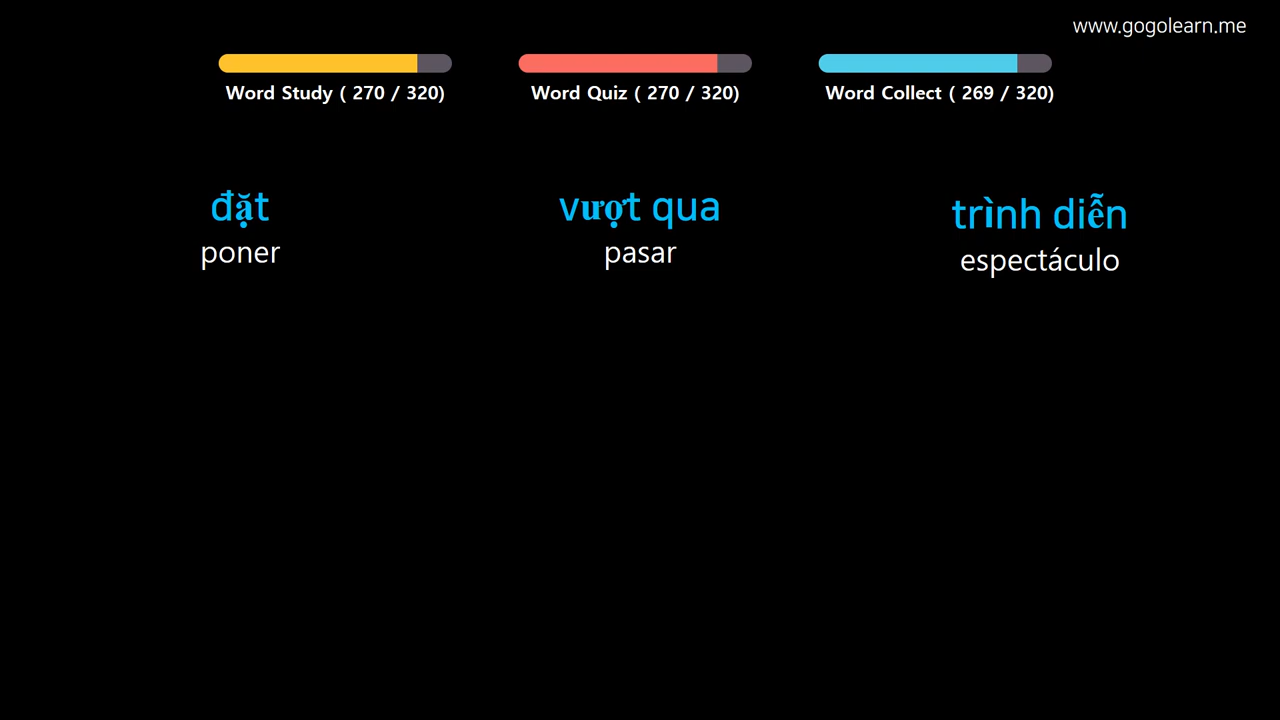 www.gogolearn.me
Word Study ( 270 / 320)
Word Quiz ( 270 / 320)
Word Collect ( 269 / 320)
đặt
poner
vượt qua
pasar
trình diễn
espectáculo